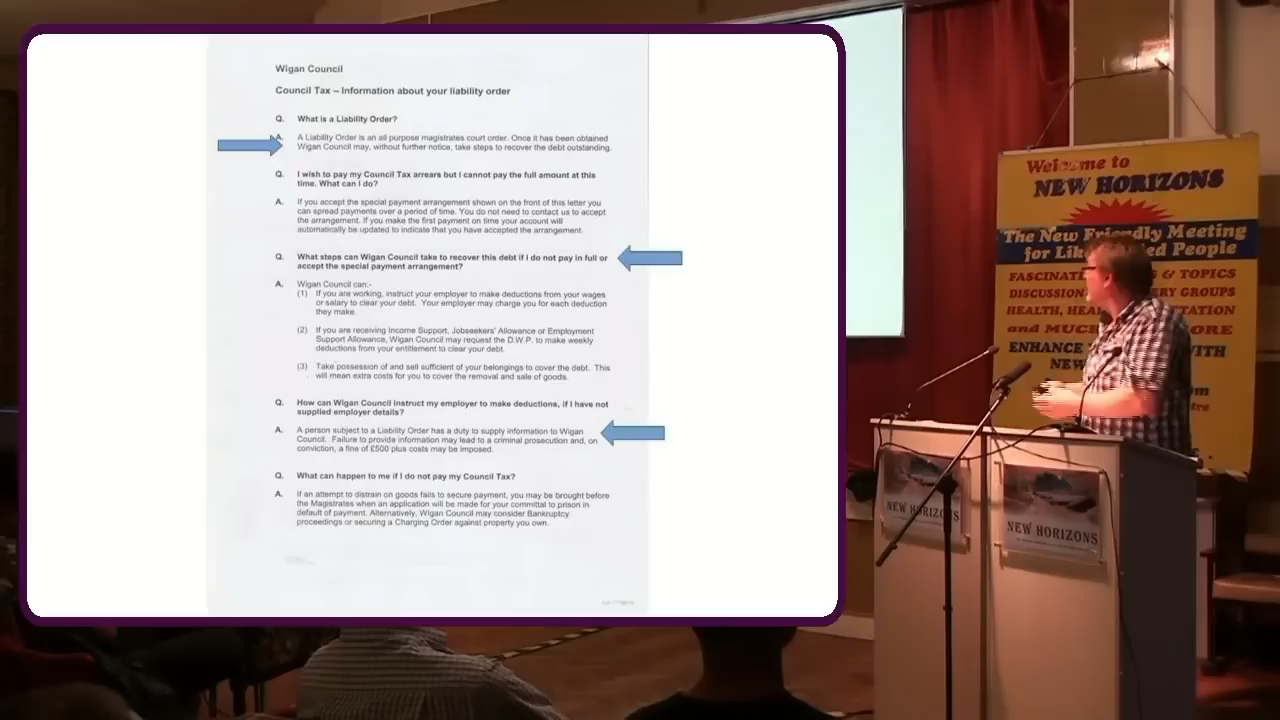 Wigan Council
Council Tax – Information about your liability order
Q. What is a Liability Order?
A. A Liability Order is an all purpose magistrates court order. Once it has been obtained
Wigan Council may, without further notice, take steps to recover the debt outstanding.
Q. I wish to pay my Council Tax arrears but I cannot pay the full amount at this
time. What can I do?
A. If you accept the special payment arrangement shown on the front of this letter you
can spread payments over a period of time. You do not need to contact us to accept
the arrangement. If you make the first payment on time your account will
automatically be updated to indicate that you have accepted the arrangement.
Q. What steps can Wigan Council take to recover this debt if I do not pay in full or
accept the special payment arrangement?
A. Wigan Council can:-
(1) If you are working, instruct your employer to make deductions from your wages
or salary to clear your debt. Your employer may charge you for each deduction
they make.
(2) If you are receiving Income Support, Jobseekers' Allowance or Employment
Support Allowance, Wigan Council may request the D.W.P. to make weekly
deductions from your entitlement to clear your debt.
(3) Take possession of and sell sufficient of your belongings to cover the debt. This
will mean extra costs for you to cover the removal and sale of goods.
Q. How can Wigan Council instruct my employer to make deductions, if I have not
supplied employer details?
A. A person subject to a Liability Order has a duty to supply information to Wigan
Council. Failure to provide information may lead to a criminal prosecution and, on
conviction, a fine of £500 plus costs may be imposed.
Q. What can happen to me if I do not pay my Council Tax?
A. If an attempt to distrain on goods fails to secure payment, you may be brought before
the Magistrates when an application will be made for your committal to prison in
default of payment. Alternatively, Wigan Council may consider Bankruptcy
proceedings or securing a Charging Order against property you own.
Welcome to
NEW HORIZONS
The New Friendly Meeting
for Like ed People
FASCINAT & TOPICS
DISCUSSION RY GROUPS
HEALTH, HEA TATION
and MUC ORE
ENHANCE WITH
NEW
NEW HORIZONS
NEW HORIZONS